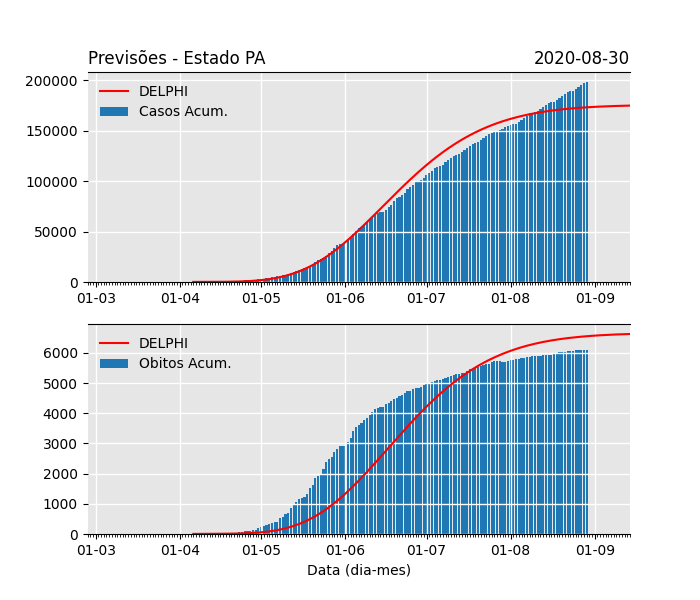 Previsões - Estado PA 2020-08-30
200000
150000
100000
50000
0
DELPHI
Casos Acum.
01-03 01-04 01-05 01-06 01-07 01-08 01-09
6000
5000
4000
3000
2000
1000
0
DELPHI
Obitos Acum.
01-03 01-04 01-05 01-06 01-07 01-08 01-09
Data (dia-mes)